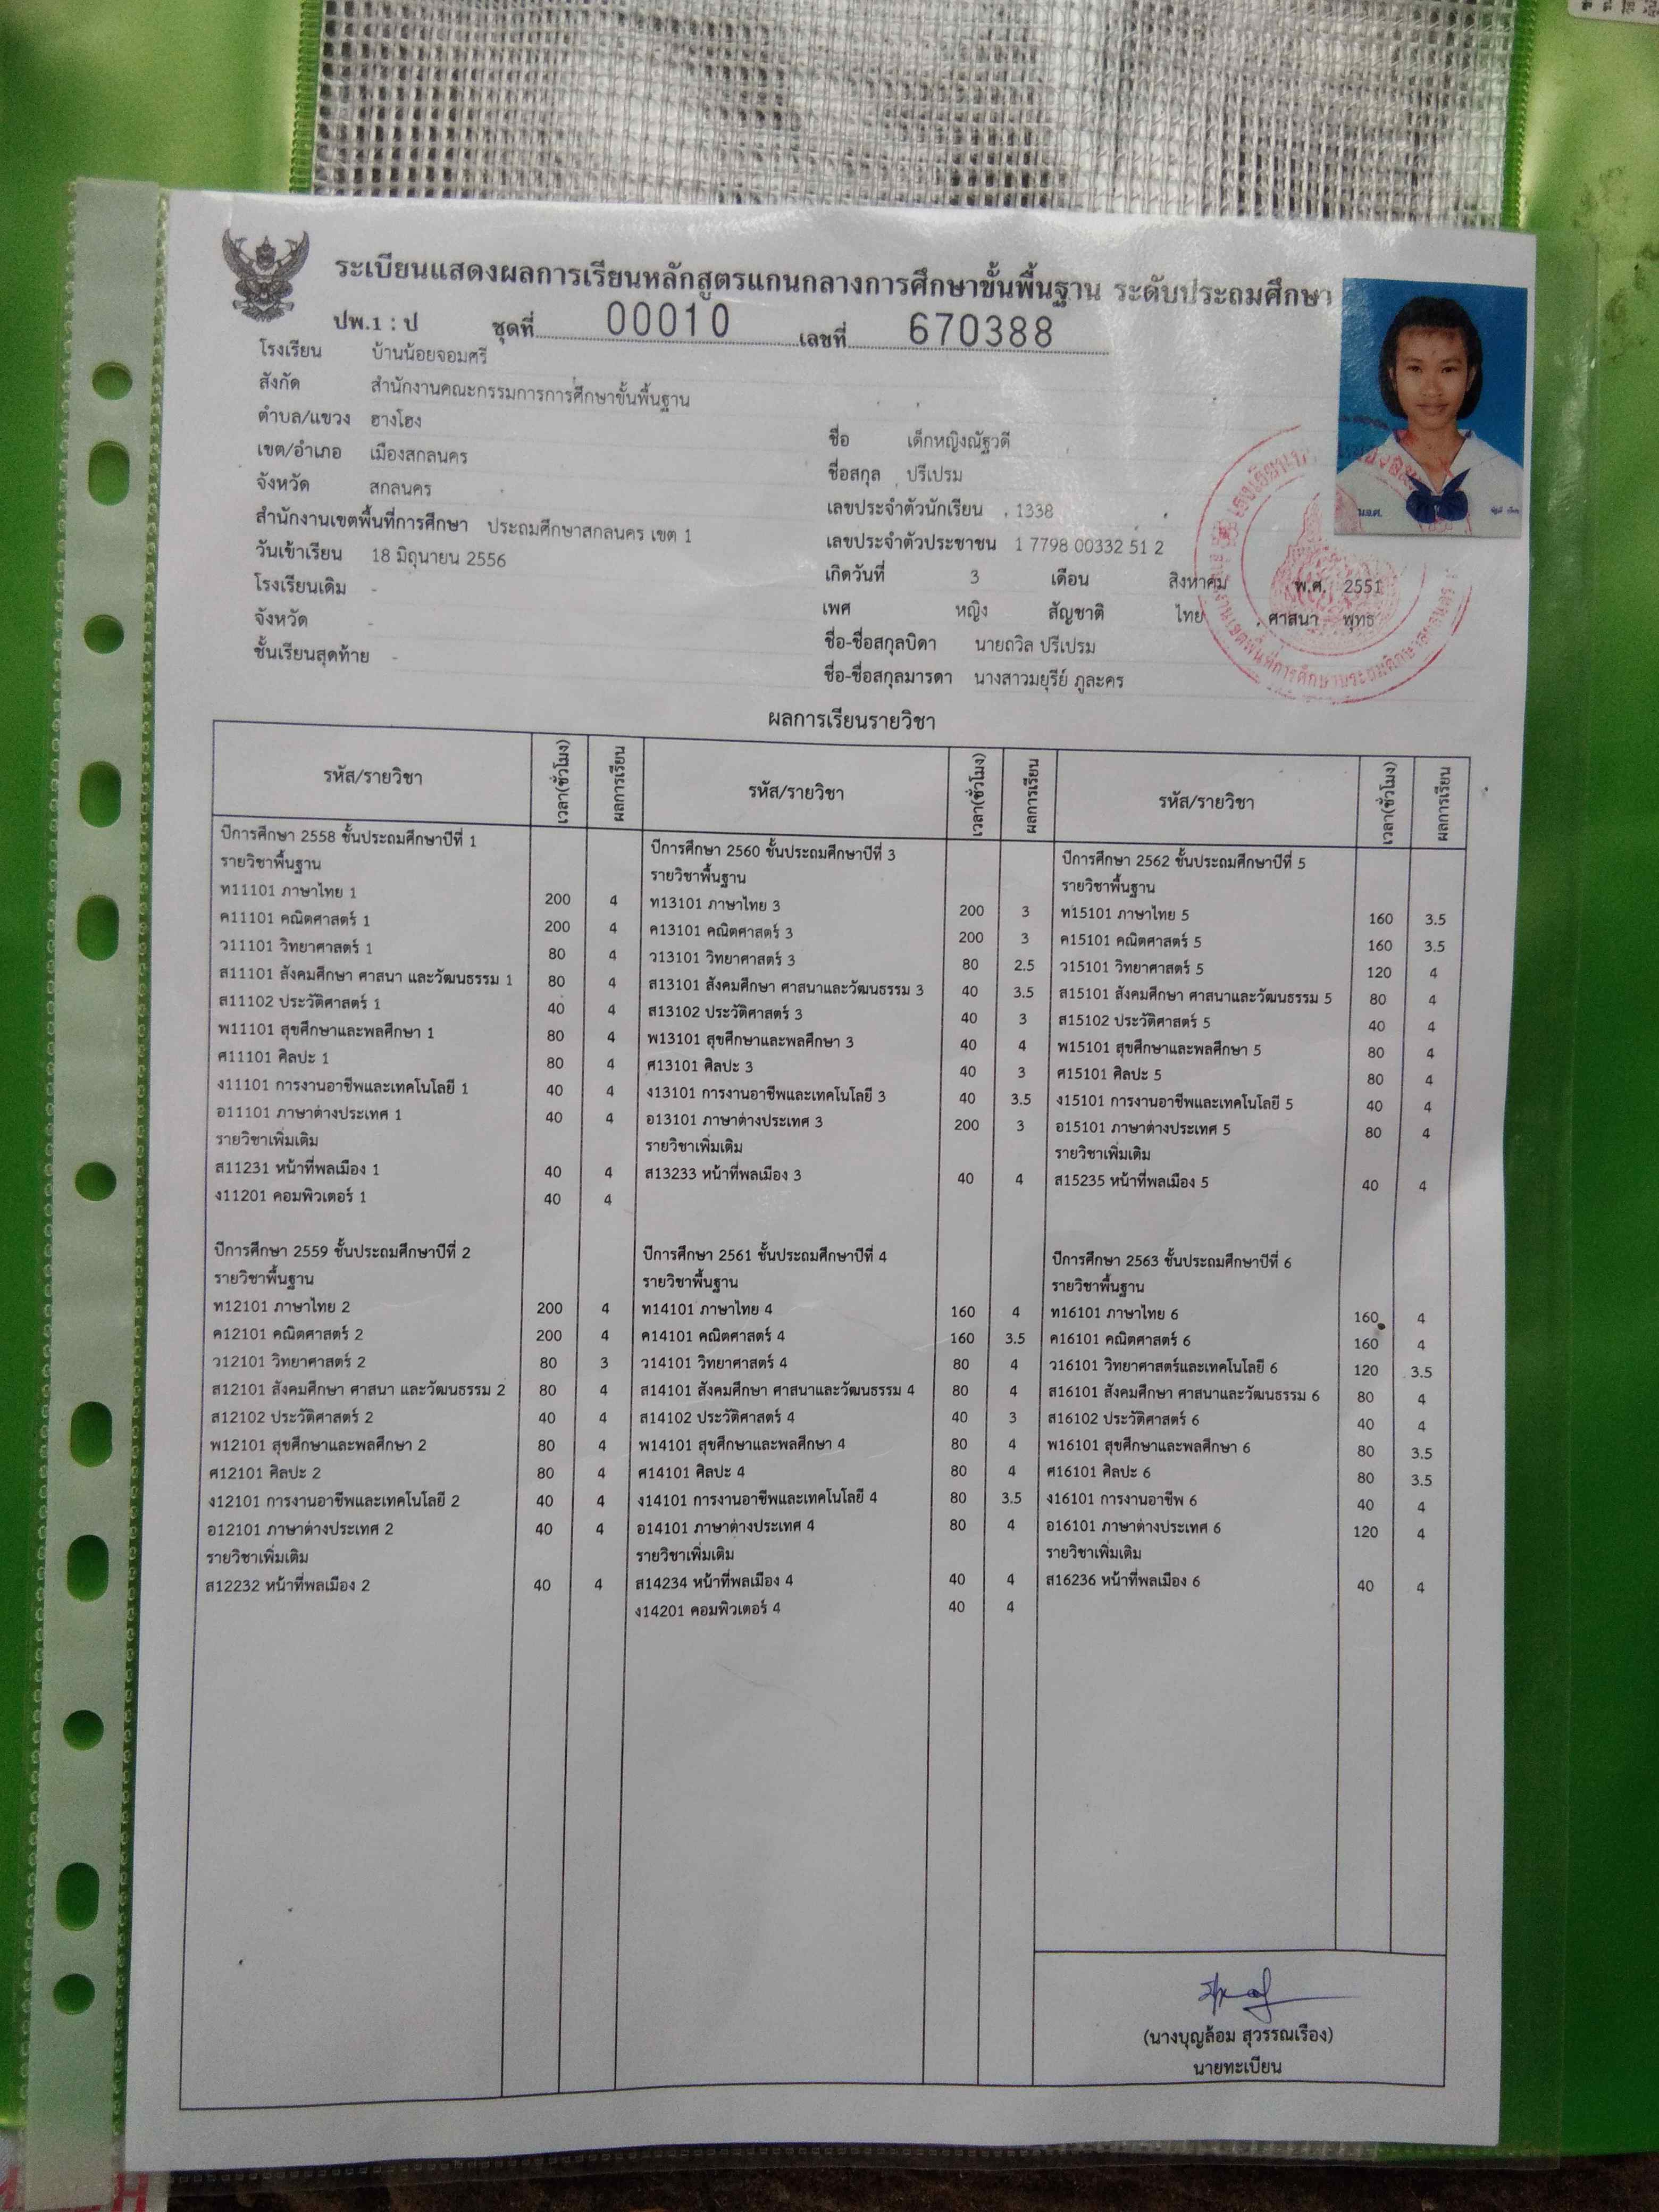 ระเบียนแสดงผลการเรียนหลักสูตรแกนกลางการศึกษาขั้นพื้นฐาน ระดับประถมศึกษา
ปพ.1 : ป ชุดที่ 00010 เลขที่ 670388
โรงเรียน บ้านน้อยจอมศรี
สังกัด สำนักงานคณะกรรมการการศึกษาขั้นพื้นฐาน
ตำบล/แขวง ฮางโฮง
เขต/อำเภอ เมืองสกลนคร
จังหวัด สกลนคร
สำนักงานเขตพื้นที่การศึกษา ประถมศึกษาสกลนคร เขต 1
วันเข้าเรียน 18 มิถุนายน 2556
โรงเรียนเดิม -
จังหวัด -
ชั้นเรียนสุดท้าย -
ชื่อ เด็กหญิงณัฐวดี
ชื่อสกุล ปรีเปรม
เลขประจำตัวนักเรียน 1338
เลขประจำตัวประชาชน 1 7798 00332 51 2
เกิดวันที่ 3 เดือน สิงหาคม พ.ศ. 2551
เพศ หญิง สัญชาติ ไทย ศาสนา พุทธ
ชื่อ-ชื่อสกุลบิดา นายถวิล ปรีเปรม
ชื่อ-ชื่อสกุลมารดา นางสาวมยุรีย์ ภูละคร
น.จ.ศ.
ผลการเรียนรายวิชา
รหัส/รายวิชา เวลา(ชั่วโมง) ผลการเรียน
ปีการศึกษา 2558 ชั้นประถมศึกษาปีที่ 1
รายวิชาพื้นฐาน
ท11101 ภาษาไทย 1 200 4
ค11101 คณิตศาสตร์ 1 200 4
ว11101 วิทยาศาสตร์ 1 80 4
ส11101 สังคมศึกษา ศาสนา และวัฒนธรรม 1 80 4
ส11102 ประวัติศาสตร์ 1 40 4
พ11101 สุขศึกษาและพลศึกษา 1 80 4
ศ11101 ศิลปะ 1 80 4
ง11101 การงานอาชีพและเทคโนโลยี 1 40 4
อ11101 ภาษาต่างประเทศ 1 40 4
รายวิชาเพิ่มเติม
ส11231 หน้าที่พลเมือง 1 40 4
ง11201 คอมพิวเตอร์ 1 40 4
ปีการศึกษา 2559 ชั้นประถมศึกษาปีที่ 2
รายวิชาพื้นฐาน
ท12101 ภาษาไทย 2 200 4
ค12101 คณิตศาสตร์ 2 200 4
ว12101 วิทยาศาสตร์ 2 80 3
ส12101 สังคมศึกษา ศาสนา และวัฒนธรรม 2 80 4
ส12102 ประวัติศาสตร์ 2 40 4
พ12101 สุขศึกษาและพลศึกษา 2 80 4
ศ12101 ศิลปะ 2 80 4
ง12101 การงานอาชีพและเทคโนโลยี 2 40 4
อ12101 ภาษาต่างประเทศ 2 40 4
รายวิชาเพิ่มเติม
ส12232 หน้าที่พลเมือง 2 40 4
รหัส/รายวิชา เวลา(ชั่วโมง) ผลการเรียน
ปีการศึกษา 2560 ชั้นประถมศึกษาปีที่ 3
รายวิชาพื้นฐาน
ท13101 ภาษาไทย 3 200 3
ค13101 คณิตศาสตร์ 3 200 3
ว13101 วิทยาศาสตร์ 3 80 2.5
ส13101 สังคมศึกษา ศาสนาและวัฒนธรรม 3 40 3.5
ส13102 ประวัติศาสตร์ 3 40 3
พ13101 สุขศึกษาและพลศึกษา 3 40 4
ศ13101 ศิลปะ 3 40 3
ง13101 การงานอาชีพและเทคโนโลยี 3 40 3.5
อ13101 ภาษาต่างประเทศ 3 200 3
รายวิชาเพิ่มเติม
ส13233 หน้าที่พลเมือง 3 40 4
ปีการศึกษา 2561 ชั้นประถมศึกษาปีที่ 4
รายวิชาพื้นฐาน
ท14101 ภาษาไทย 4 160 4
ค14101 คณิตศาสตร์ 4 160 3.5
ว14101 วิทยาศาสตร์ 4 80 4
ส14101 สังคมศึกษา ศาสนาและวัฒนธรรม 4 80 4
ส14102 ประวัติศาสตร์ 4 40 3
พ14101 สุขศึกษาและพลศึกษา 4 80 4
ศ14101 ศิลปะ 4 80 4
ง14101 การงานอาชีพและเทคโนโลยี 4 80 3.5
อ14101 ภาษาต่างประเทศ 4 80 4
รายวิชาเพิ่มเติม
ส14234 หน้าที่พลเมือง 4 40 4
ง14201 คอมพิวเตอร์ 4 40 4
รหัส/รายวิชา เวลา(ชั่วโมง) ผลการเรียน
ปีการศึกษา 2562 ชั้นประถมศึกษาปีที่ 5
รายวิชาพื้นฐาน
ท15101 ภาษาไทย 5 160 3.5
ค15101 คณิตศาสตร์ 5 160 3.5
ว15101 วิทยาศาสตร์ 5 120 4
ส15101 สังคมศึกษา ศาสนาและวัฒนธรรม 5 80 4
ส15102 ประวัติศาสตร์ 5 40 4
พ15101 สุขศึกษาและพลศึกษา 5 80 4
ศ15101 ศิลปะ 5 80 4
ง15101 การงานอาชีพและเทคโนโลยี 5 40 4
อ15101 ภาษาต่างประเทศ 5 80 4
รายวิชาเพิ่มเติม
ส15235 หน้าที่พลเมือง 5 40 4
ปีการศึกษา 2563 ชั้นประถมศึกษาปีที่ 6
รายวิชาพื้นฐาน
ท16101 ภาษาไทย 6 160 4
ค16101 คณิตศาสตร์ 6 160 4
ว16101 วิทยาศาสตร์และเทคโนโลยี 6 120 3.5
ส16101 สังคมศึกษา ศาสนาและวัฒนธรรม 6 80 4
ส16102 ประวัติศาสตร์ 6 40 4
พ16101 สุขศึกษาและพลศึกษา 6 80 3.5
ศ16101 ศิลปะ 6 80 3.5
ง16101 การงานอาชีพ 6 40 4
อ16101 ภาษาต่างประเทศ 6 120 4
รายวิชาเพิ่มเติม
ส16236 หน้าที่พลเมือง 6 40 4
(นางบุญล้อม สุวรรณเรือง)
นายทะเบียน